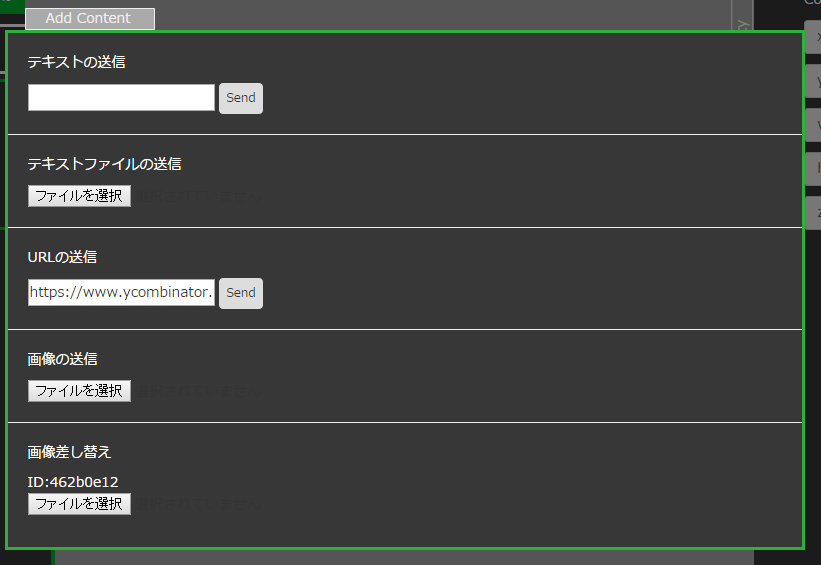 Add Content
テキストの送信
Send
テキストファイルの送信
ファイルを選択
URLの送信
https://www.ycombinator.
Send
画像の送信
ファイルを選択
画像差し替え
ID:462b0e12
ファイルを選択